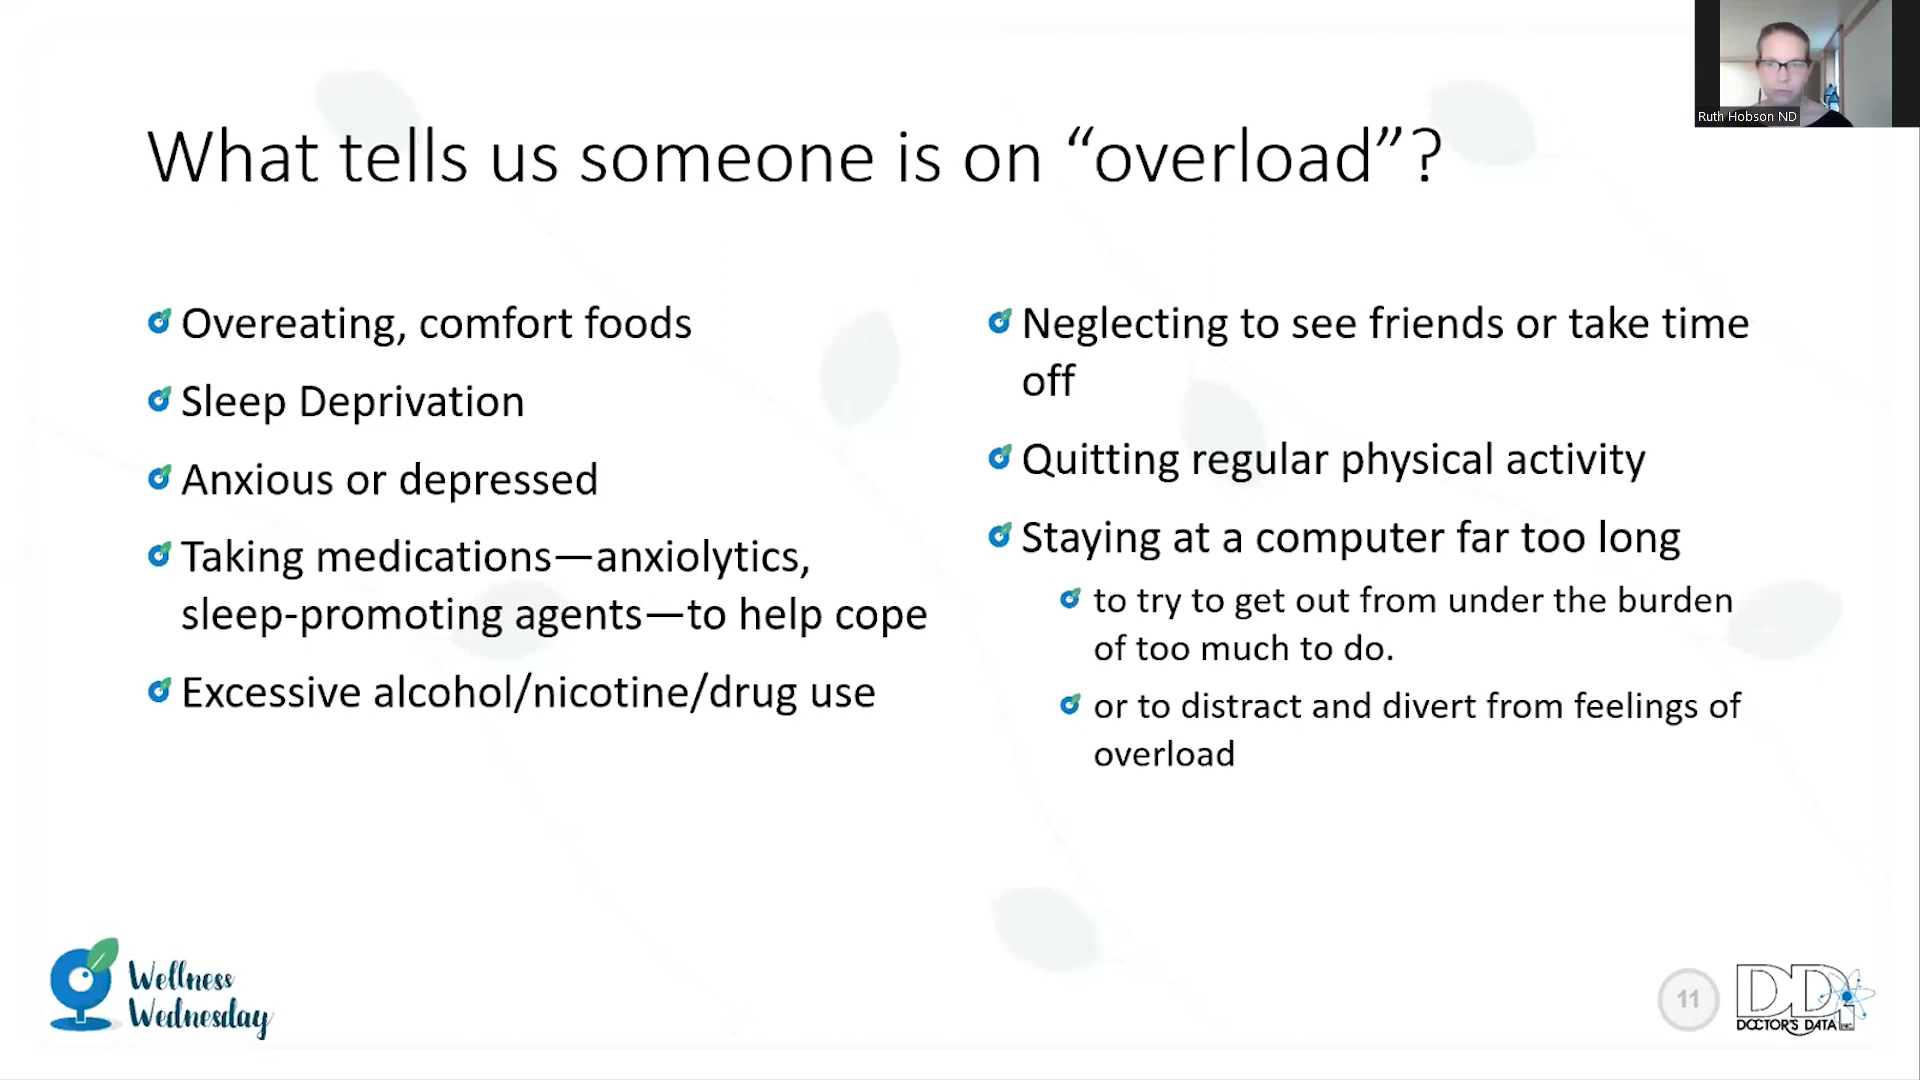 Ruth Hobson ND
What tells us someone is on “overload”?
Overeating, comfort foods
Sleep Deprivation
Anxious or depressed
Taking medications—anxiolytics,
sleep-promoting agents—to help cope
Excessive alcohol/nicotine/drug use
Neglecting to see friends or take time
off
Quitting regular physical activity
Staying at a computer far too long
to try to get out from under the burden
of too much to do.
or to distract and divert from feelings of
overload
Wellness
Wednesday
11
DDI
DOCTOR'S DATA INC